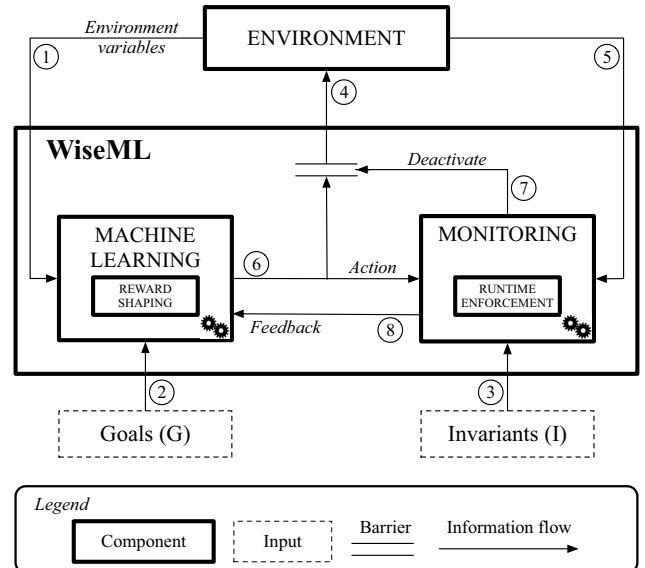 Environment
variables
ENVIRONMENT
1
5
4
WiseML
Deactivate
7
MACHINE
LEARNING
REWARD
SHAPING
6
Action
MONITORING
RUNTIME
ENFORCEMENT
Feedback
8
2
3
Goals (G)
Invariants (I)
Legend
Component
Input
Barrier
Information flow